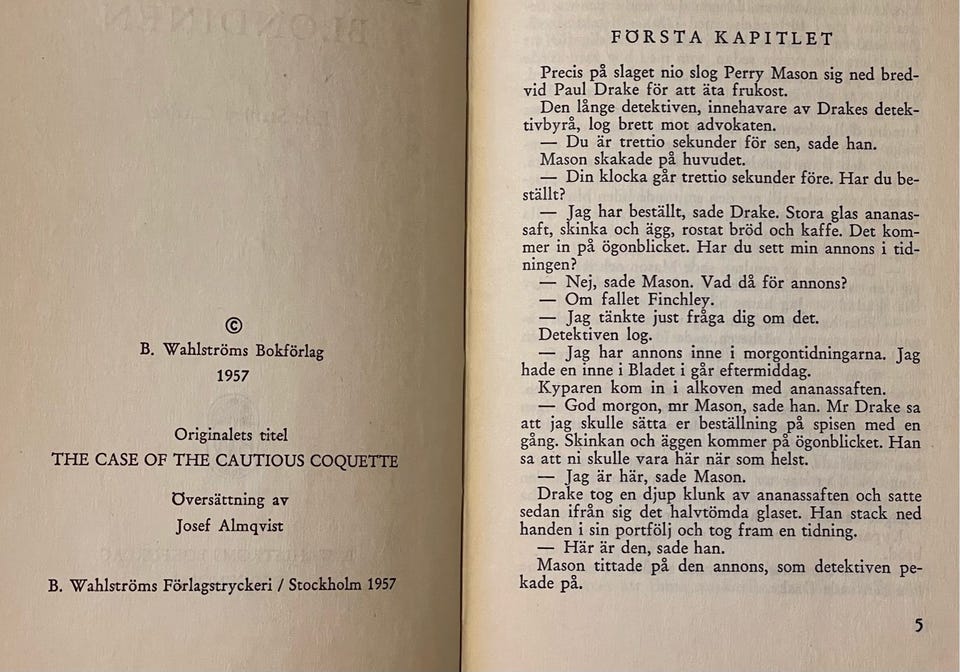 BLONDINEN
©
B. Wahlströms Bokförlag
1957
Originalets titel
THE CASE OF THE CAUTIOUS COQUETTE
Översättning av
Josef Almqvist
B. Wahlströms Förlagstryckeri / Stockholm 1957
FÖRSTA KAPITLET
Precis på slaget nio slog Perry Mason sig ned bred-
vid Paul Drake för att äta frukost.
Den långe detektiven, innehavare av Drakes detek-
tivbyrå, log brett mot advokaten.
— Du är trettio sekunder för sen, sade han.
Mason skakade på huvudet.
— Din klocka går trettio sekunder före. Har du be-
ställt?
— Jag har beställt, sade Drake. Stora glas ananas-
saft, skinka och ägg, rostat bröd och kaffe. Det kom-
mer in på ögonblicket. Har du sett min annons i tid-
ningen?
— Nej, sade Mason. Vad då för annons?
— Om fallet Finchley.
— Jag tänkte just fråga dig om det.
Detektiven log.
— Jag har annons inne i morgontidningarna. Jag
hade en inne i Bladet i går eftermiddag.
Kyparen kom in i alkoven med ananassaften.
— God morgon, mr Mason, sade han. Mr Drake sa
att jag skulle sätta er beställning på spisen med en
gång. Skinkan och äggen kommer på ögonblicket. Han
sa att ni skulle vara här när som helst.
— Jag är här, sade Mason.
Drake tog en djup klunk av ananassaften och satte
sedan ifrån sig det halvtömda glaset. Han stack ned
handen i sin portfölj och tog fram en tidning.
— Här är den, sade han.
Mason tittade på den annons, som detektiven pe-
kade på.
5